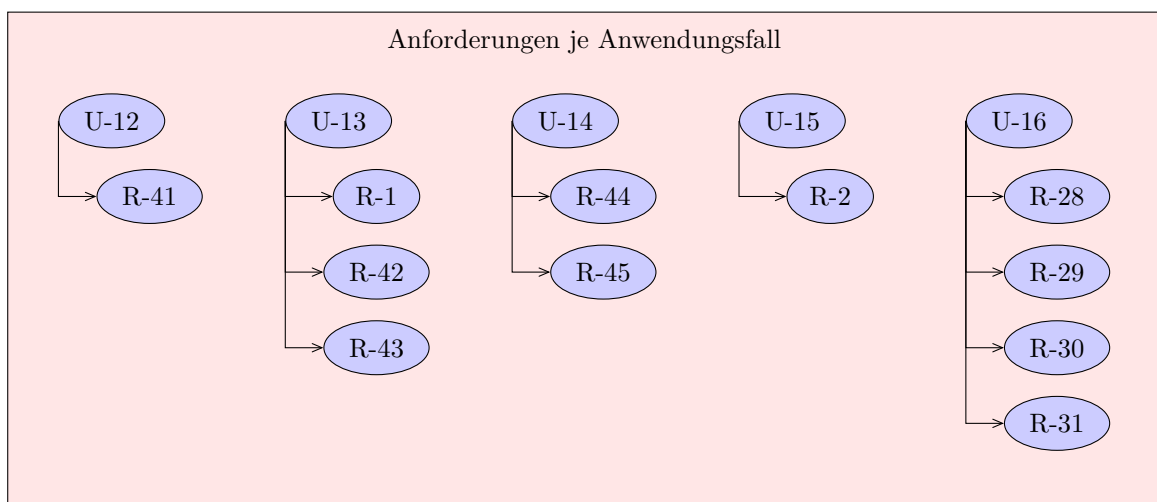 Anforderungen je Anwendungsfall
U-12 U-13 U-14 U-15 U-16
R-41 R-1 R-44 R-2 R-28
R-42 R-45 R-29
R-43 R-30
R-31